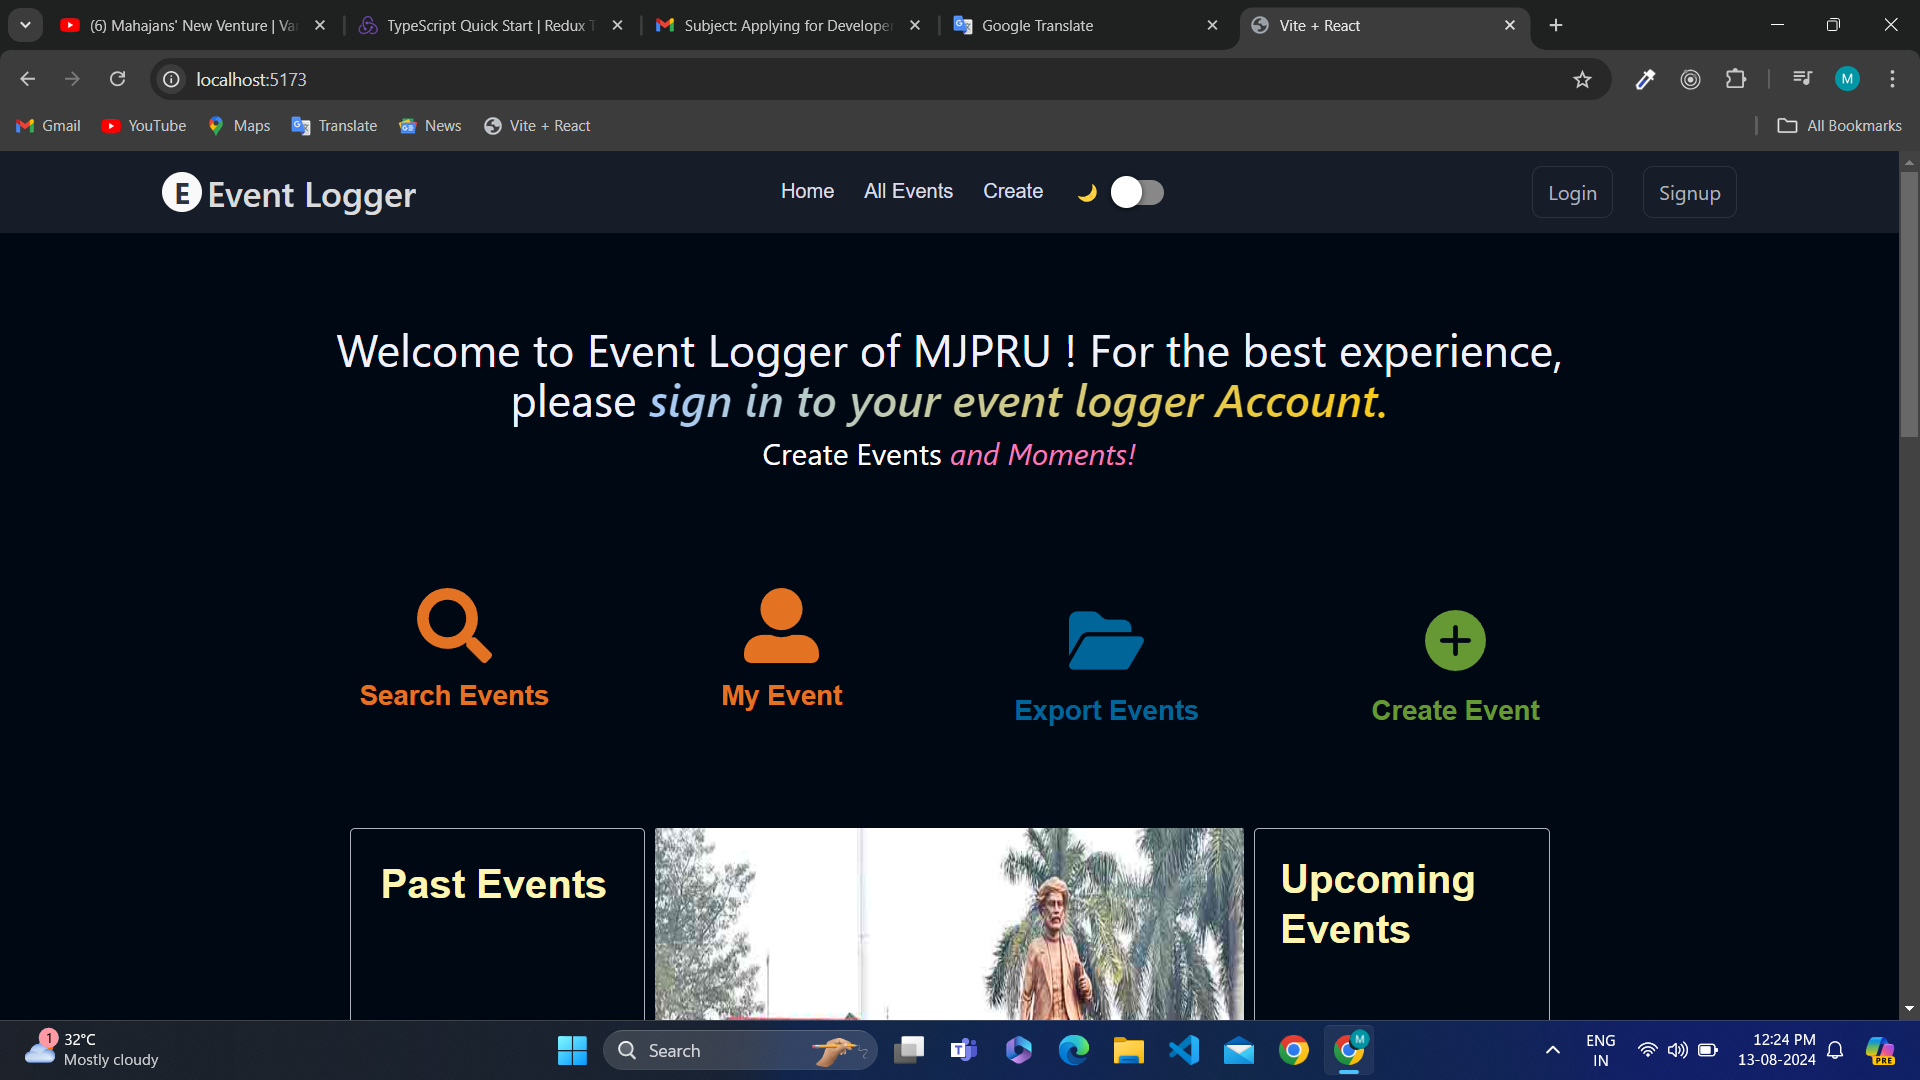 (6) Mahajans' New Venture | Va
TypeScript Quick Start | Redux T
Subject: Applying for Develope
Google Translate
Vite + React
localhost:5173
M
Gmail
YouTube
Maps
Translate
News
Vite + React
All Bookmarks
E Event Logger
Home
All Events
Create
Login
Signup
Welcome to Event Logger of MJPRU ! For the best experience,
please sign in to your event logger Account.
Create Events and Moments!
Search Events
My Event
Export Events
Create Event
Past Events
Upcoming
Events
1
32°C
Mostly cloudy
Search
M
ENG
IN
12:24 PM
13-08-2024
PRE